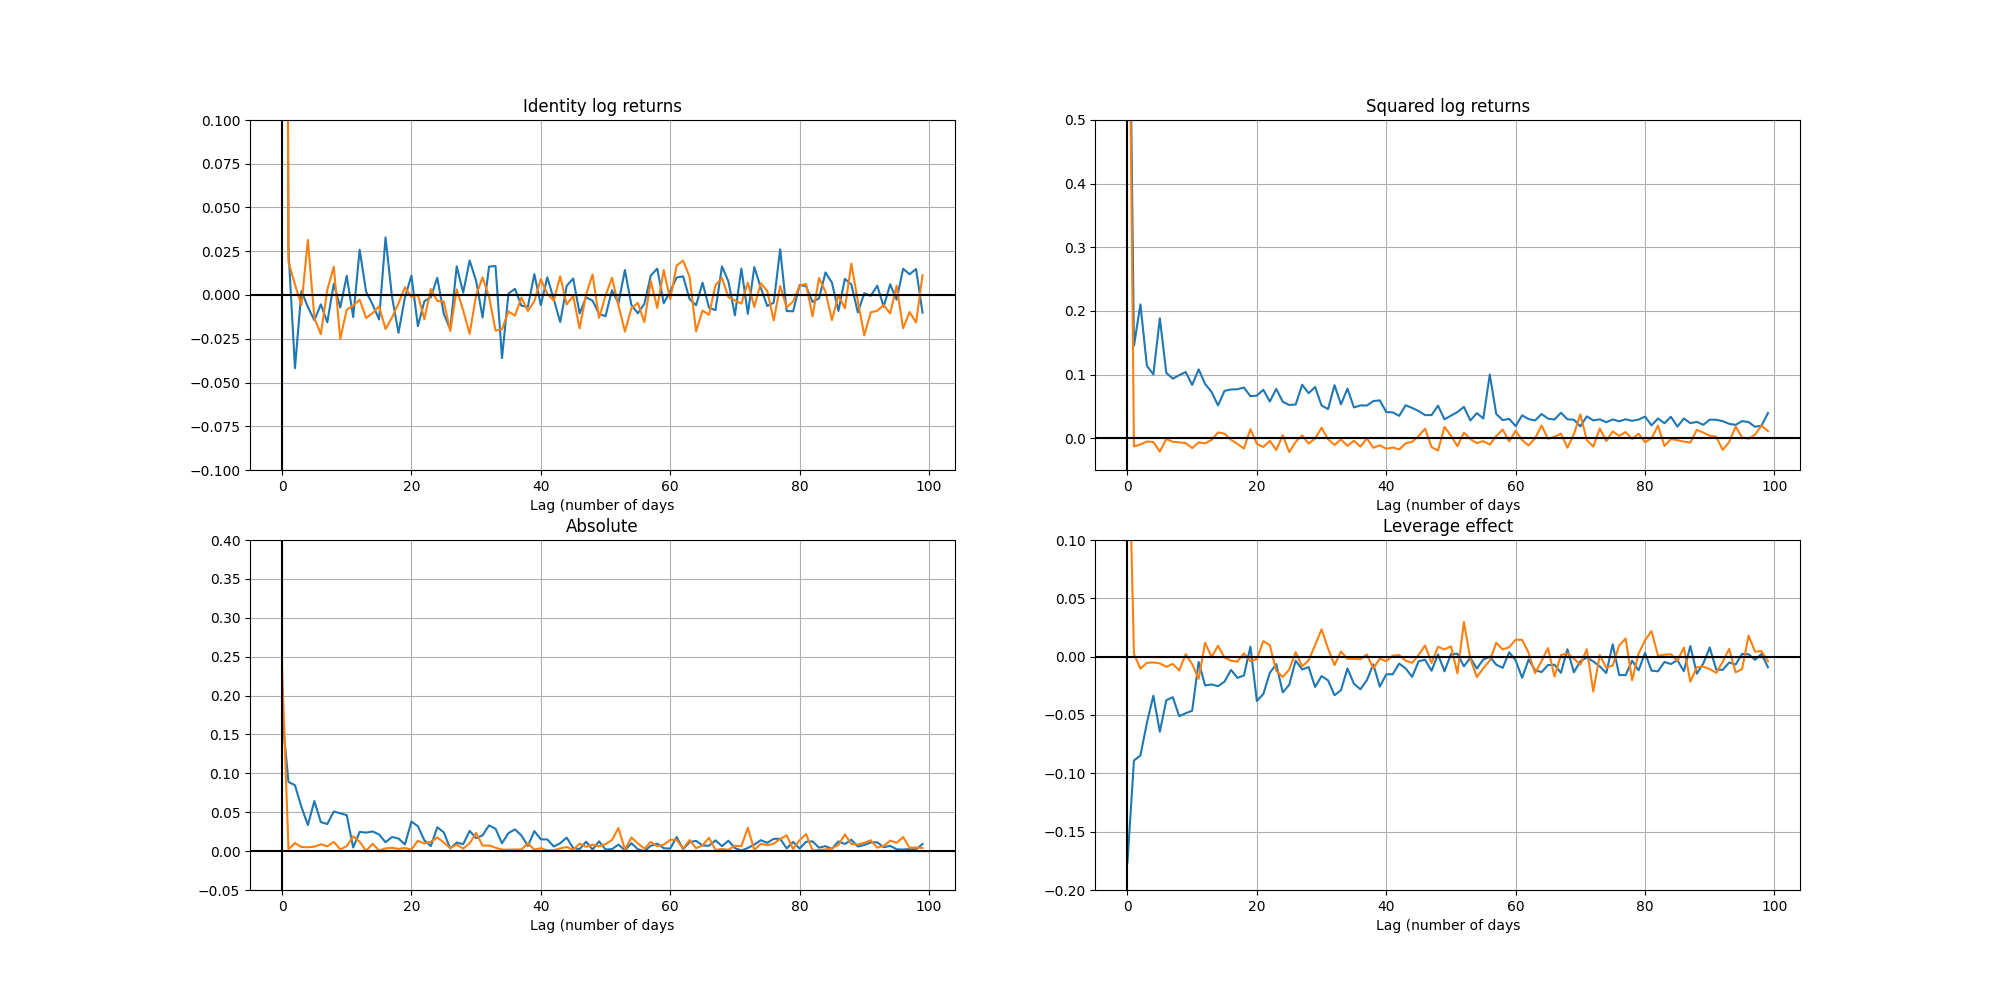 Identity log returns
0.100
0.075
0.050
0.025
0.000
−0.025
−0.050
−0.075
−0.100
0 20 40 60 80 100
Lag (number of days
Squared log returns
0.5
0.4
0.3
0.2
0.1
0.0
0 20 40 60 80 100
Lag (number of days
Absolute
0.40
0.35
0.30
0.25
0.20
0.15
0.10
0.05
0.00
−0.05
0 20 40 60 80 100
Lag (number of days
Leverage effect
0.10
0.05
0.00
−0.05
−0.10
−0.15
−0.20
0 20 40 60 80 100
Lag (number of days